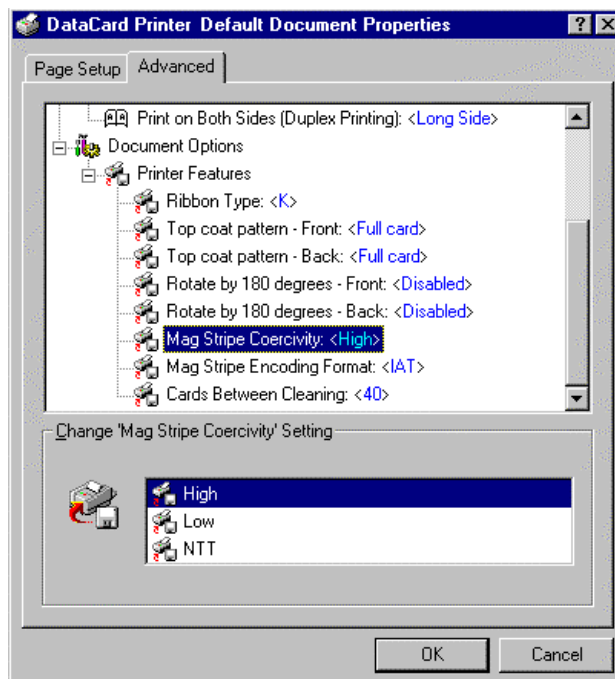 DataCard Printer Default Document Properties
Page Setup
Advanced
Print on Both Sides (Duplex Printing): <Long Side>
Document Options
Printer Features
Ribbon Type: <K>
Top coat pattern - Front: <Full card>
Top coat pattern - Back: <Full card>
Rotate by 180 degrees - Front: <Disabled>
Rotate by 180 degrees - Back: <Disabled>
Mag Stripe Coercivity: <High>
Mag Stripe Encoding Format: <IAT>
Cards Between Cleaning: <40>
Change 'Mag Stripe Coercivity' Setting
High
Low
NTT
OK
Cancel